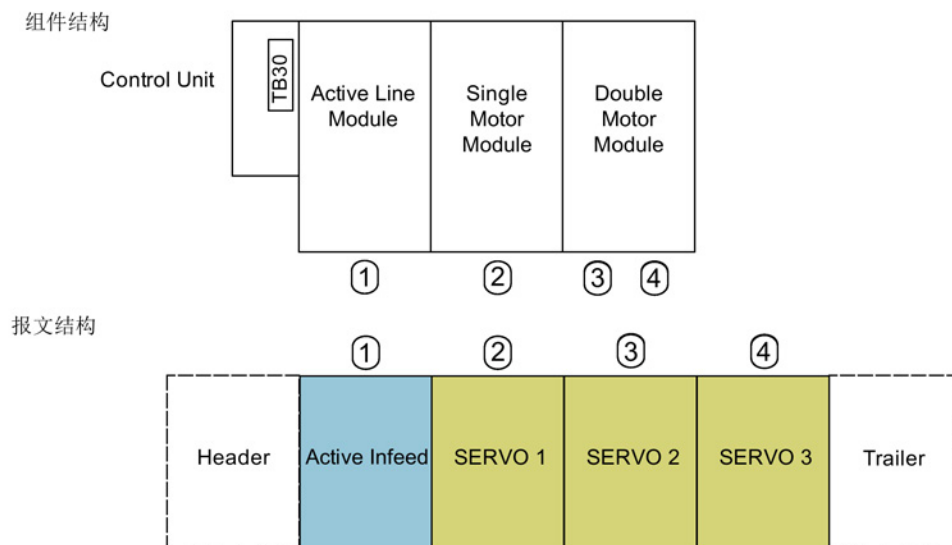 组件结构
Control Unit
TB30
Active Line
Module
Single
Motor
Module
Double
Motor
Module
1
2
3
4
报文结构
1
2
3
4
Header
Active Infeed
SERVO 1
SERVO 2
SERVO 3
Trailer